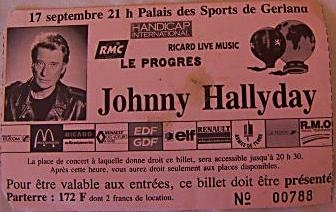 17 septembre 21 h Palais des Sports de Gerland
HANDICAP
INTERNATIONAL
RMC
RICARD LIVE MUSIC
LE PROGRES
Johnny Hallyday
RICARD
RENAULT
EDF
GDF
elf
RENAULT
R.M.O
La place de concert à laquelle donne droit ce billet, sera accessible jusqu'à 20 h 30.
Après cette heure, vous aurez droit seulement aux places disponibles.
Pour être valable aux entrées, ce billet doit être présenté
Parterre : 172 F dont 2 francs de location.
No 00788